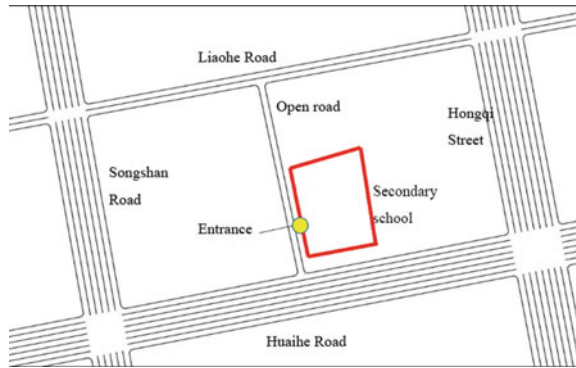 Liaohe Road
Open road
Hongqi
Street
Songshan
Road
Secondary
school
Entrance
Huaihe Road